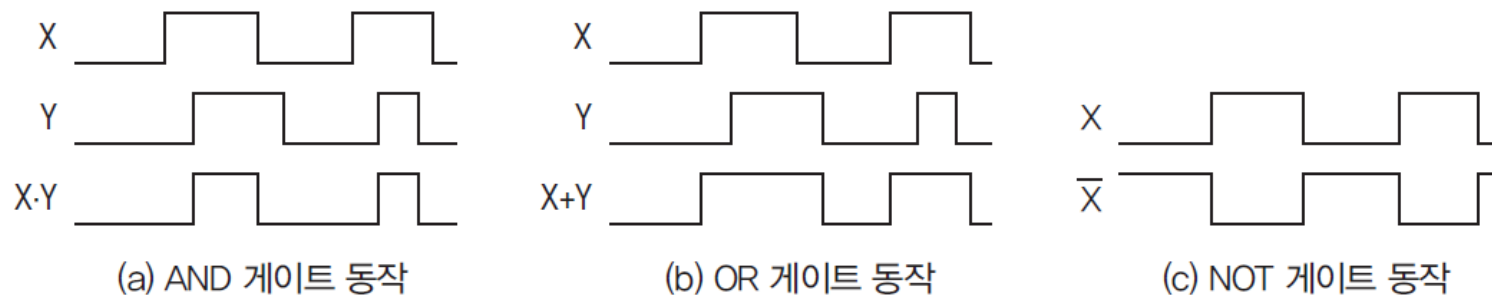 X
Y
X·Y
(a) AND 게이트 동작
X
Y
X+Y
(b) OR 게이트 동작
X
X̅
(c) NOT 게이트 동작